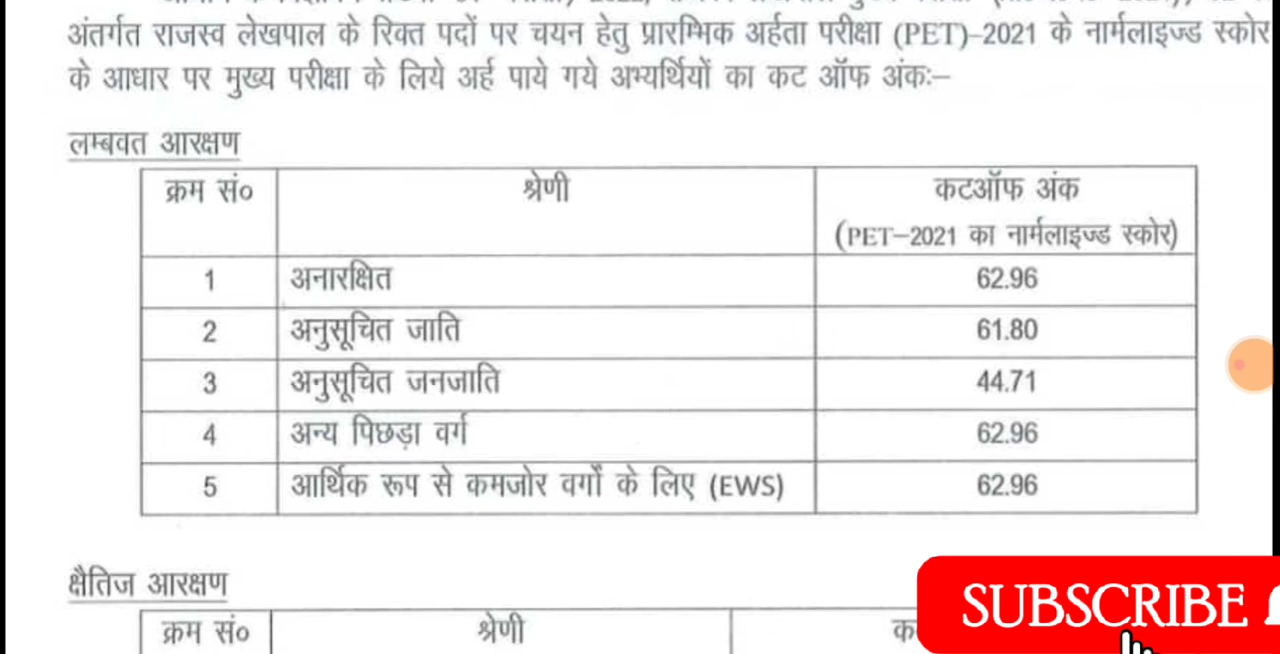 अंतर्गत राजस्व लेखपाल के रिक्त पदों पर चयन हेतु प्रारम्भिक अर्हता परीक्षा (PET)–2021 के नार्मलाइज्ड स्कोर
के आधार पर मुख्य परीक्षा के लिये अर्ह पाये गये अभ्यर्थियों का कट ऑफ अंकः–
लम्बवत आरक्षण
क्रम सं० श्रेणी कटऑफ अंक
(PET–2021 का नार्मलाइज्ड स्कोर)
1 अनारक्षित 62.96
2 अनुसूचित जाति 61.80
3 अनुसूचित जनजाति 44.71
4 अन्य पिछड़ा वर्ग 62.96
5 आर्थिक रूप से कमजोर वर्गों के लिए (EWS) 62.96
क्षैतिज आरक्षण
क्रम सं० श्रेणी
SUBSCRIBE